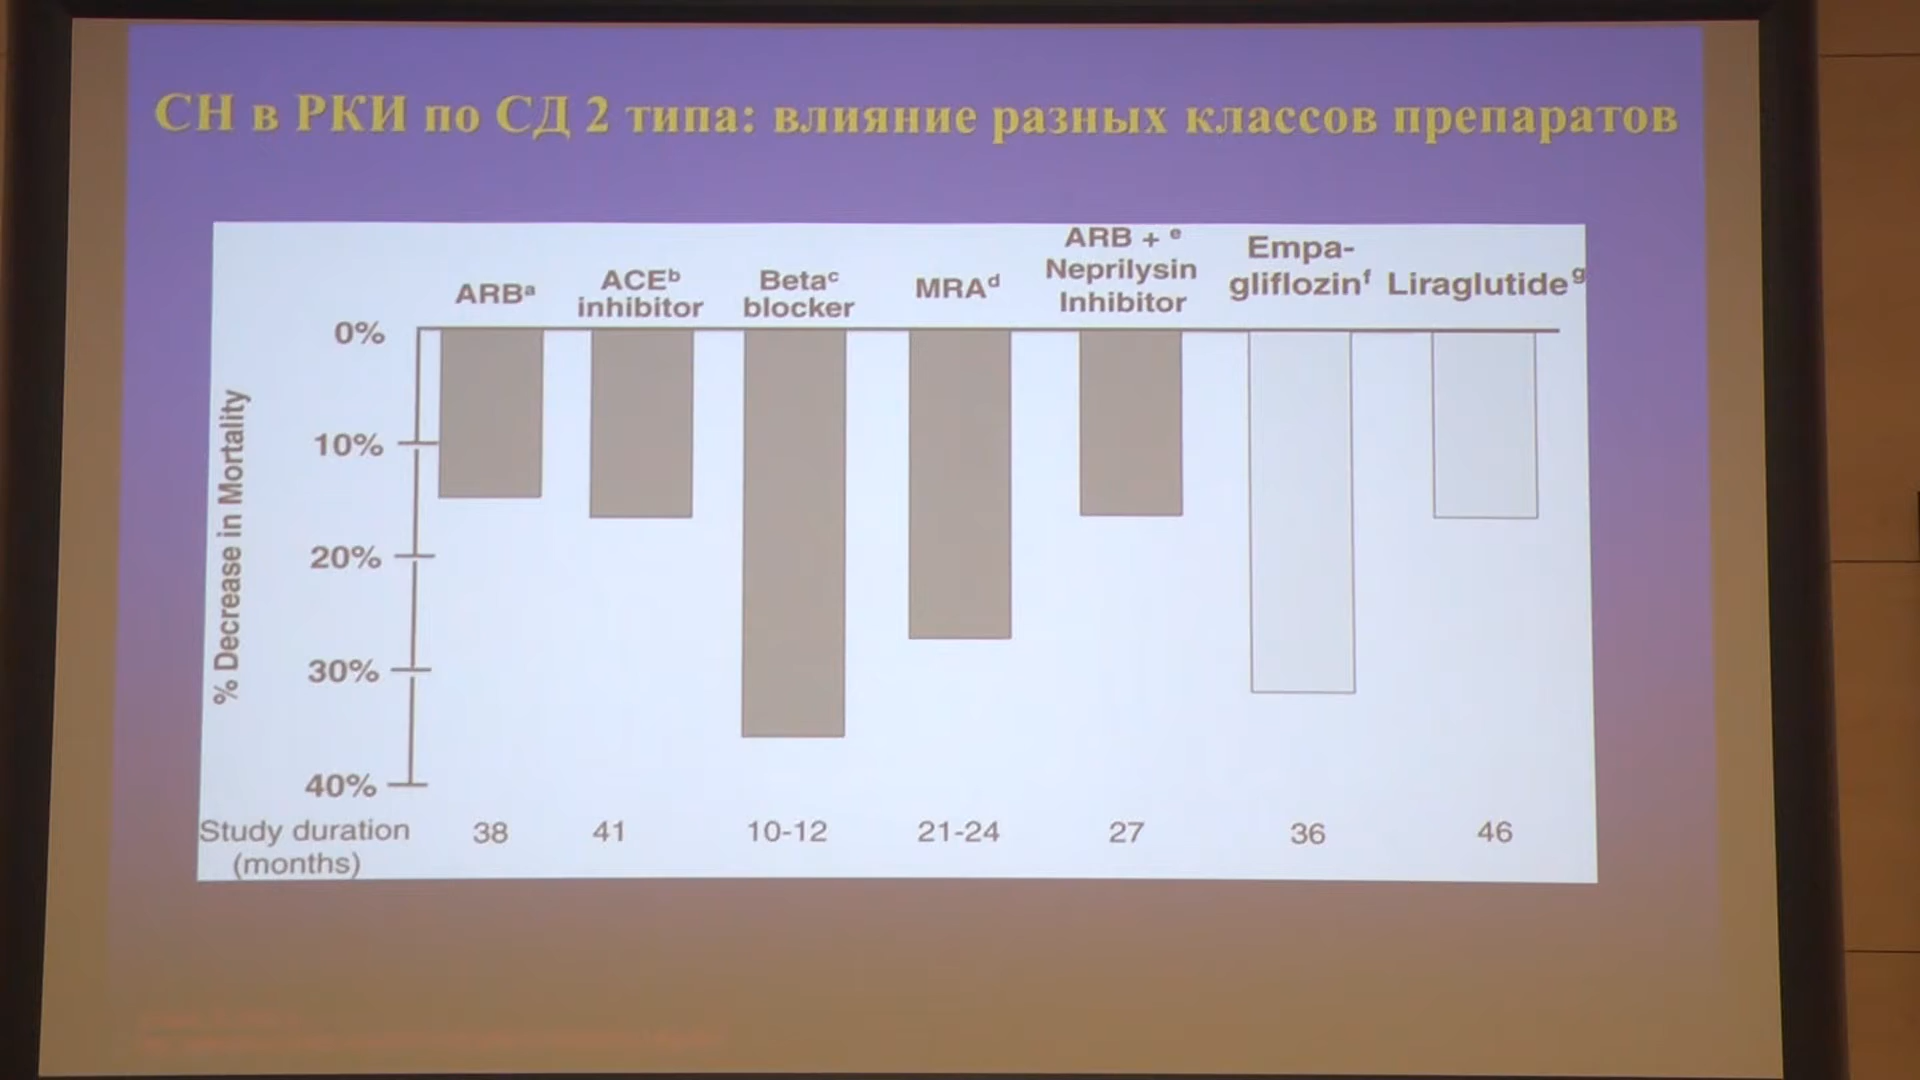 СН в РКИ по СД 2 типа: влияние разных классов препаратов
ARBᵃ
ACEᵇ
inhibitor
Betaᶜ
blocker
MRAᵈ
ARB + ᵉ
Neprilysin
Inhibitor
Empa-
gliflozinᶠ
Liraglutideᵍ
% Decrease in Mortality
0%
10%
20%
30%
40%
Study duration 38 41 10-12 21-24 27 36 46
(months)